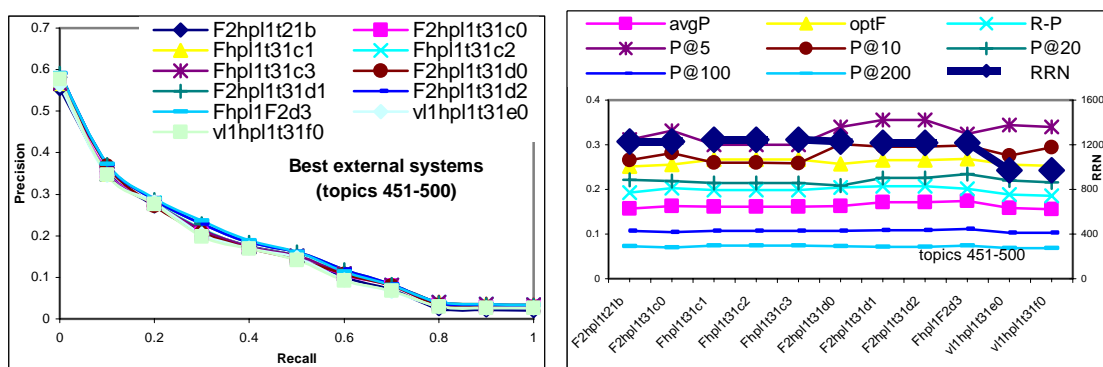 F2hpl1t21b F2hpl1t31c0
Fhpl1t31c1 Fhpl1t31c2
Fhpl1t31c3 F2hpl1t31d0
F2hpl1t31d1 F2hpl1t31d2
Fhpl1F2d3 vl1hpl1t31e0
vl1hpl1t31f0
Best external systems
(topics 451-500)
Precision
0.7
0.6
0.5
0.4
0.3
0.2
0.1
0
0 0.2 0.4 0.6 0.8 1
Recall
avgP optF R-P
P@5 P@10 P@20
P@100 P@200 RRN
0.4
0.3
0.2
0.1
0
RRN
1600
1200
800
400
0
topics 451-500
F2hpl1t21b
F2hpl1t31c0
Fhpl1t31c1
Fhpl1t31c2
Fhpl1t31c3
F2hpl1t31d0
F2hpl1t31d1
F2hpl1t31d2
Fhpl1F2d3
vl1hpl1t31e0
vl1hpl1t31f0